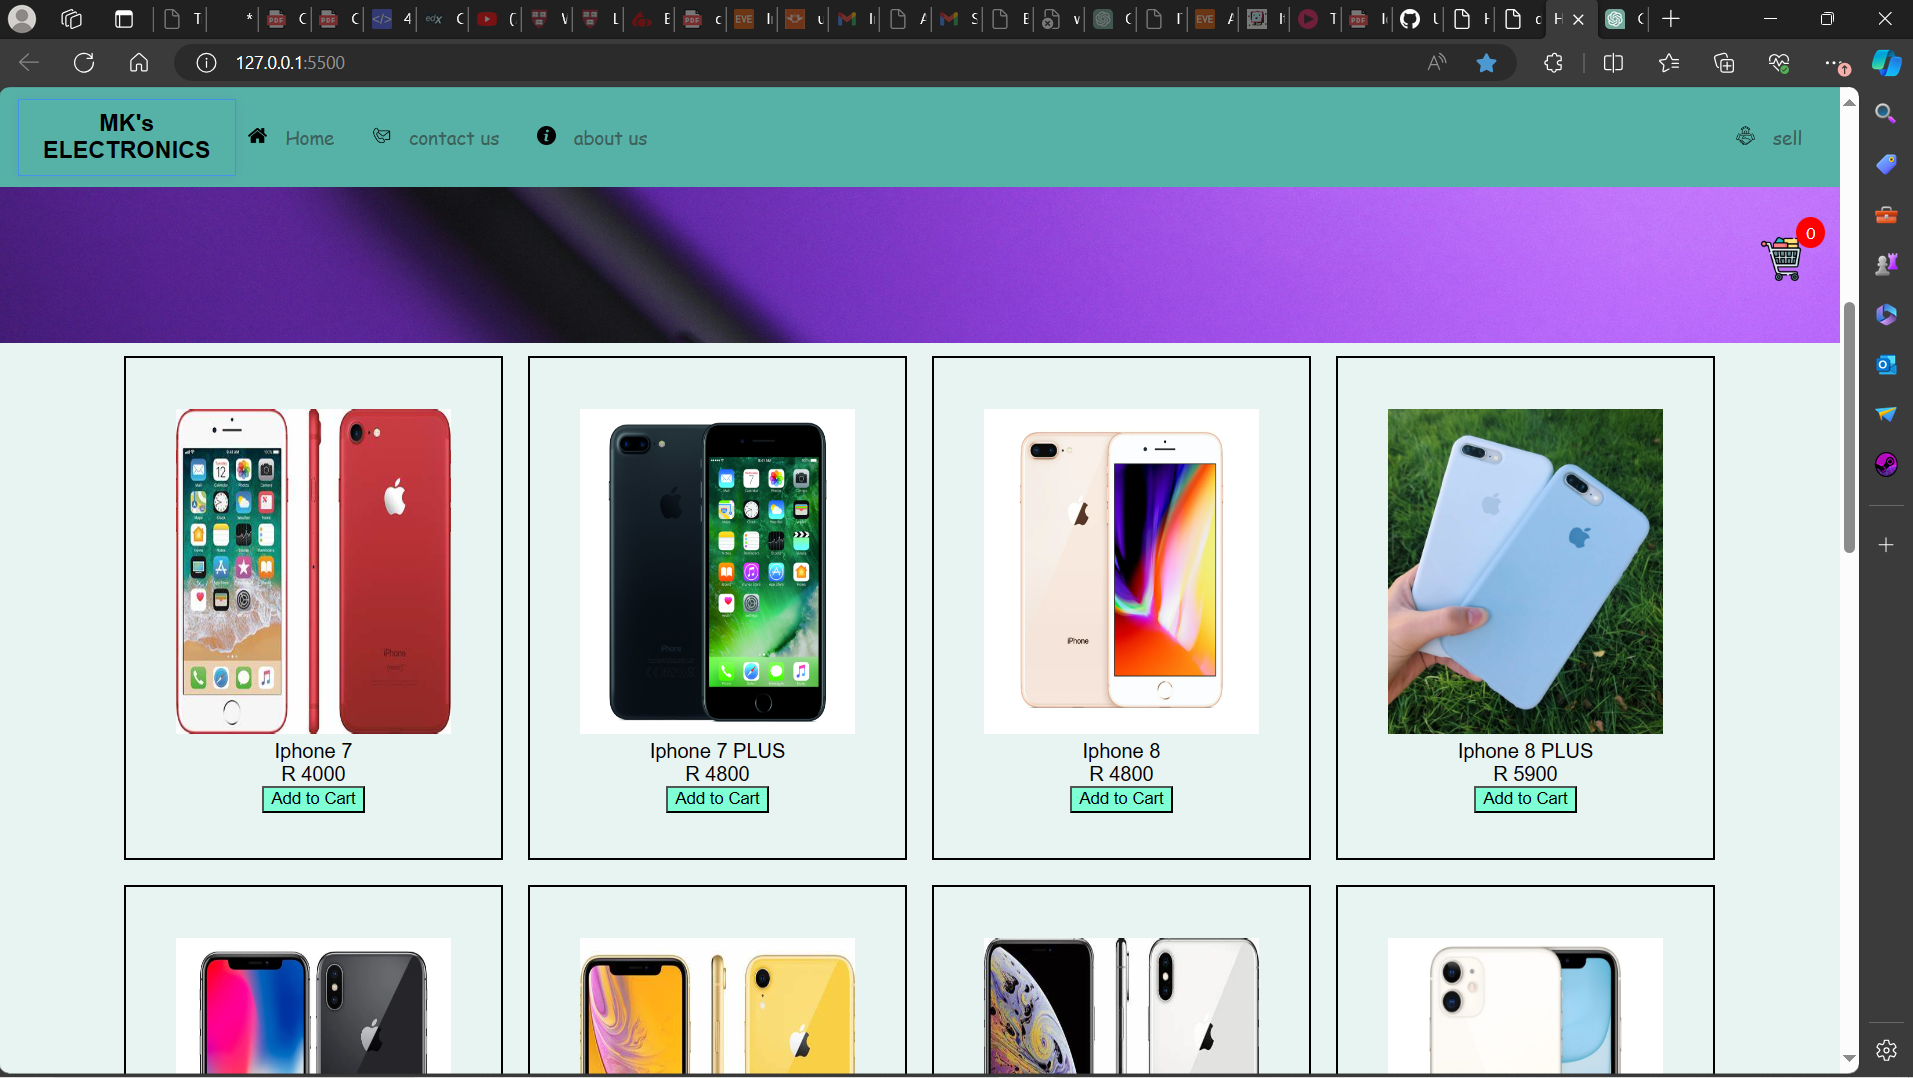 127.0.0.1:5500
MK's
ELECTRONICS
Home
contact us
about us
sell
0
Iphone 7
R 4000
Add to Cart
Iphone 7 PLUS
R 4800
Add to Cart
Iphone 8
R 4800
Add to Cart
Iphone 8 PLUS
R 5900
Add to Cart